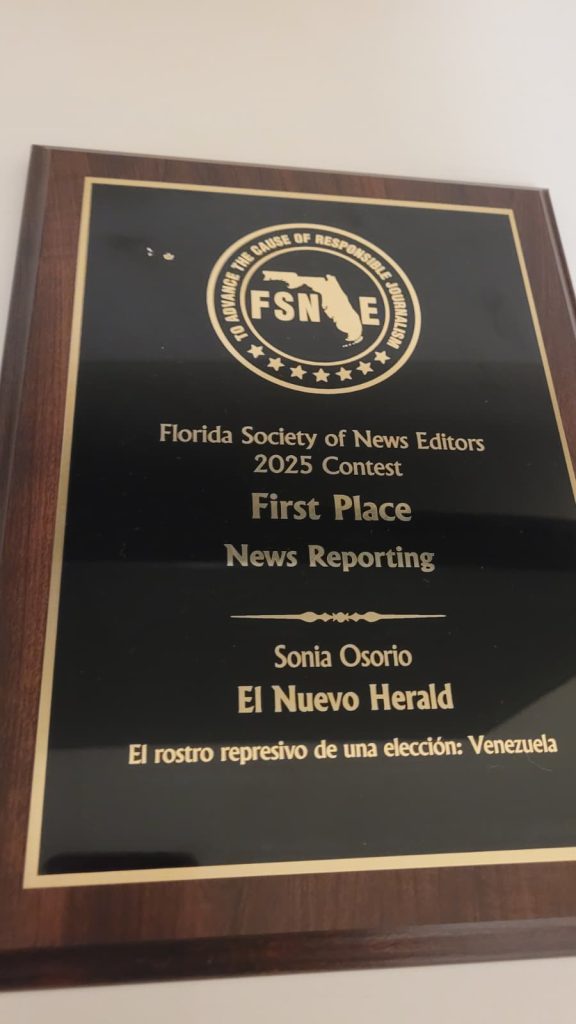 TO ADVANCE THE CAUSE OF RESPONSIBLE JOURNALISM
FSNE
Florida Society of News Editors
2025 Contest
First Place
News Reporting
Sonia Osorio
El Nuevo Herald
El rostro represivo de una elección: Venezuela